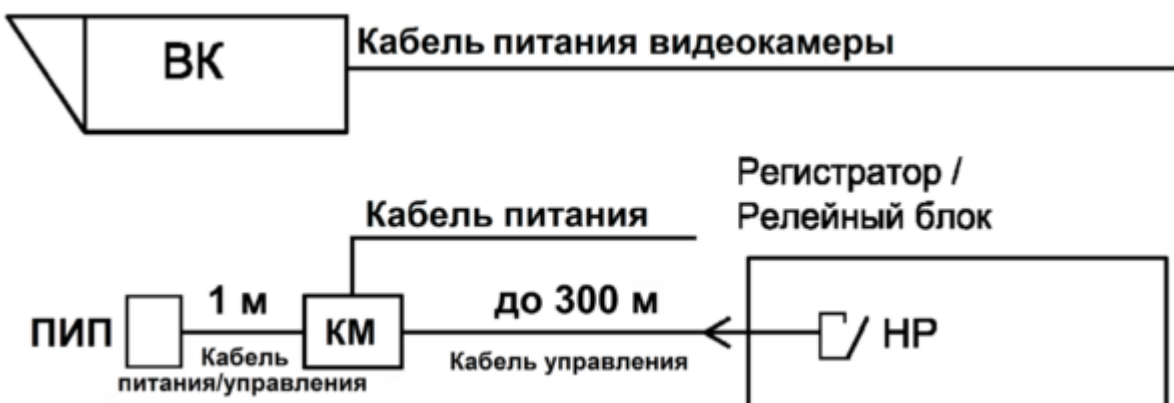 ВК
Кабель питания видеокамеры
Регистратор /
Релейный блок
Кабель питания
ПИП
1 м
КМ
до 300 м
НР
Кабель
питания/управления
Кабель управления